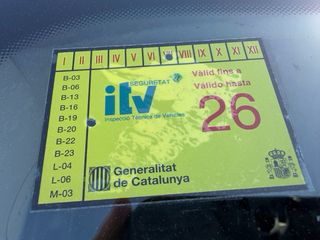 I II III IV V VI VII VIII IX X XI XII
B-03
B-06
B-13
B-16
B-19
B-20
B-22
B-23
L-04
L-06
M-03
SEGURETAT
itv
Inspecció Tècnica de Vehicles
Vàlid fins a
Válido hasta
26
Generalitat
de Catalunya